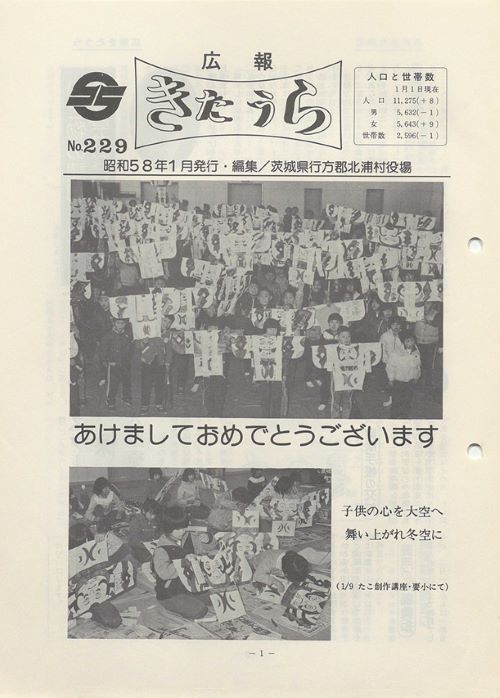 広報
きたうら
No.229
人口と世帯数
1月1日現在
人口 11,275(+8)
男 5,632(-1)
女 5,643(+9)
世帯数 2,596(-1)
昭和58年1月発行・編集／茨城県行方郡北浦村役場
あけましておめでとうございます
子供の心を大空へ
舞い上がれ冬空に
(1/9 たこ創作講座・要小にて)
－1－